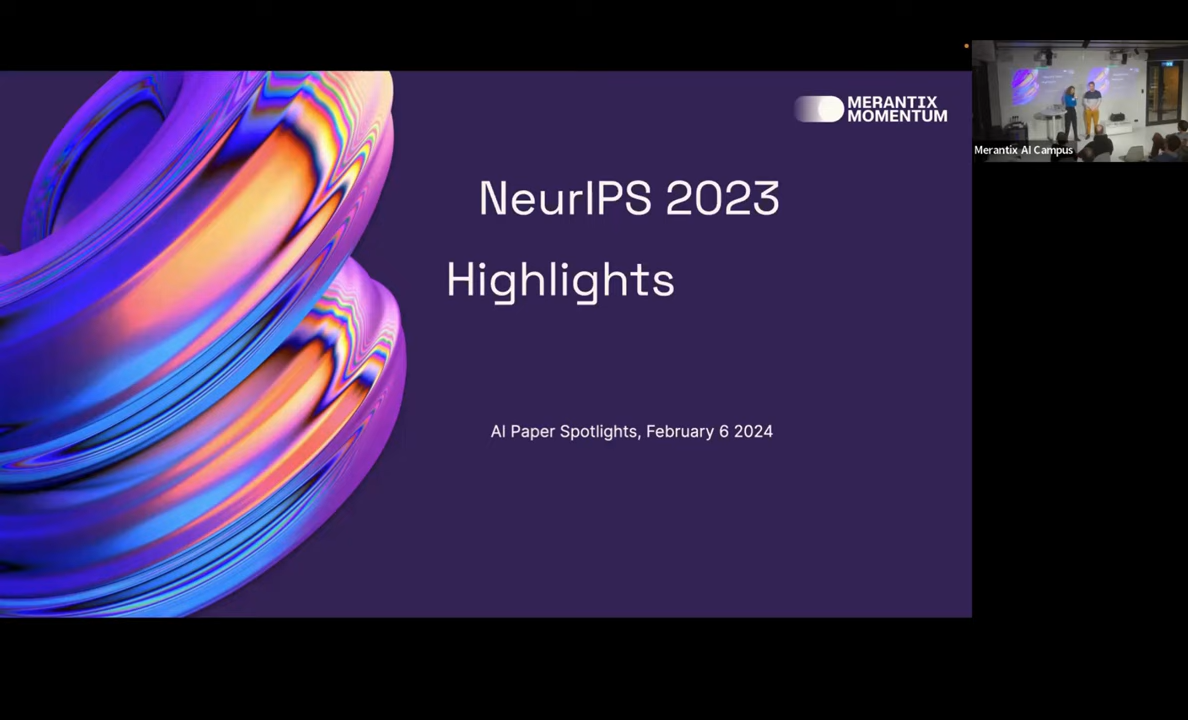 MERANTIX
MOMENTUM
NeurIPS 2023
Highlights
AI Paper Spotlights, February 6 2024
Merantix AI Campus